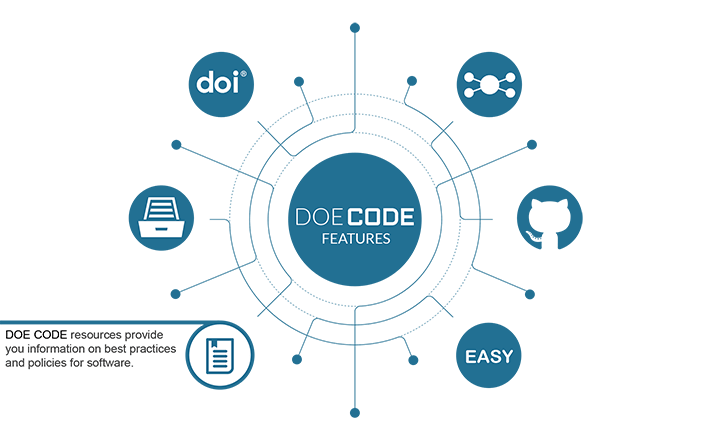 doi®
DOE CODE
FEATURES
DOE CODE resources provide
you information on best practices
and policies for software.
EASY